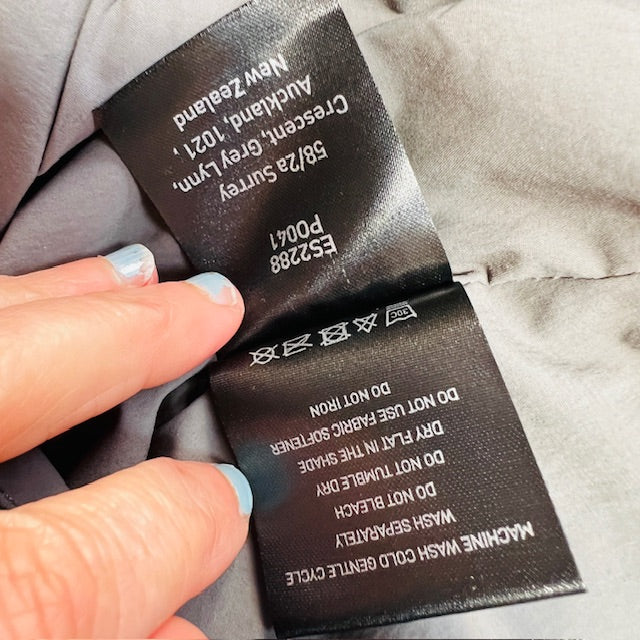 MACHINE WASH COLD GENTLE CYCLE
WASH SEPARATELY
DO NOT BLEACH
DO NOT TUMBLE DRY
DRY FLAT IN THE SHADE
DO NOT USE FABRIC SOFTENER
DO NOT IRON
30C
ES2288
PO041
58/2a Surrey
Crescent, Grey Lynn,
Auckland, 1021,
New Zealand